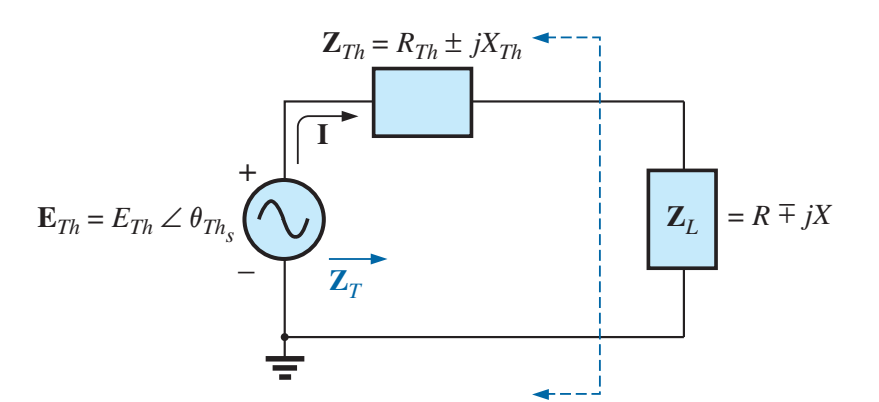 Z_Th = R_Th ± jX_Th
I
+
E_Th = E_Th ∠ θ_Th_s
Z_L = R ∓ jX
−
Z_T